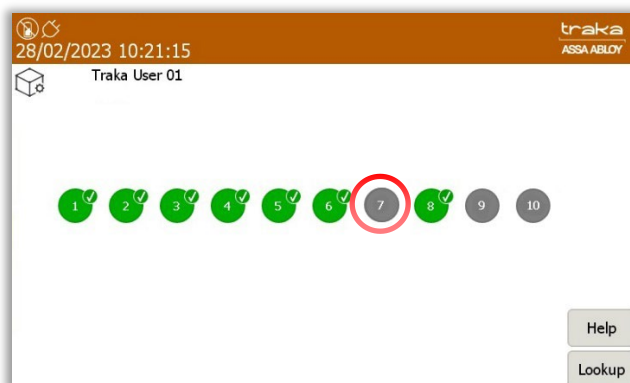 traka
28/02/2023 10:21:15
ASSA ABLOY
Traka User 01
1 2 3 4 5 6 7 8 9 10
Help
Lookup